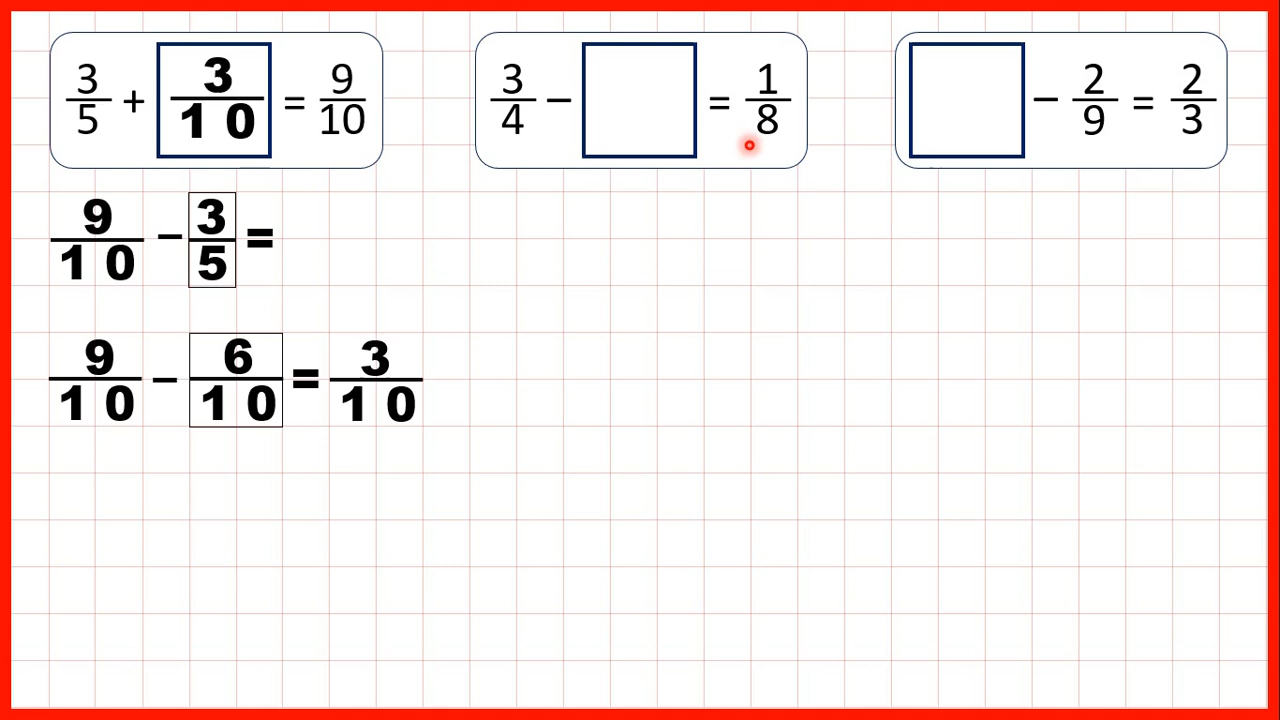 3/5 + 3/10 = 9/10
3/4 − = 1/8
− 2/9 = 2/3
9/10 − 3/5 =
9/10 − 6/10 = 3/10